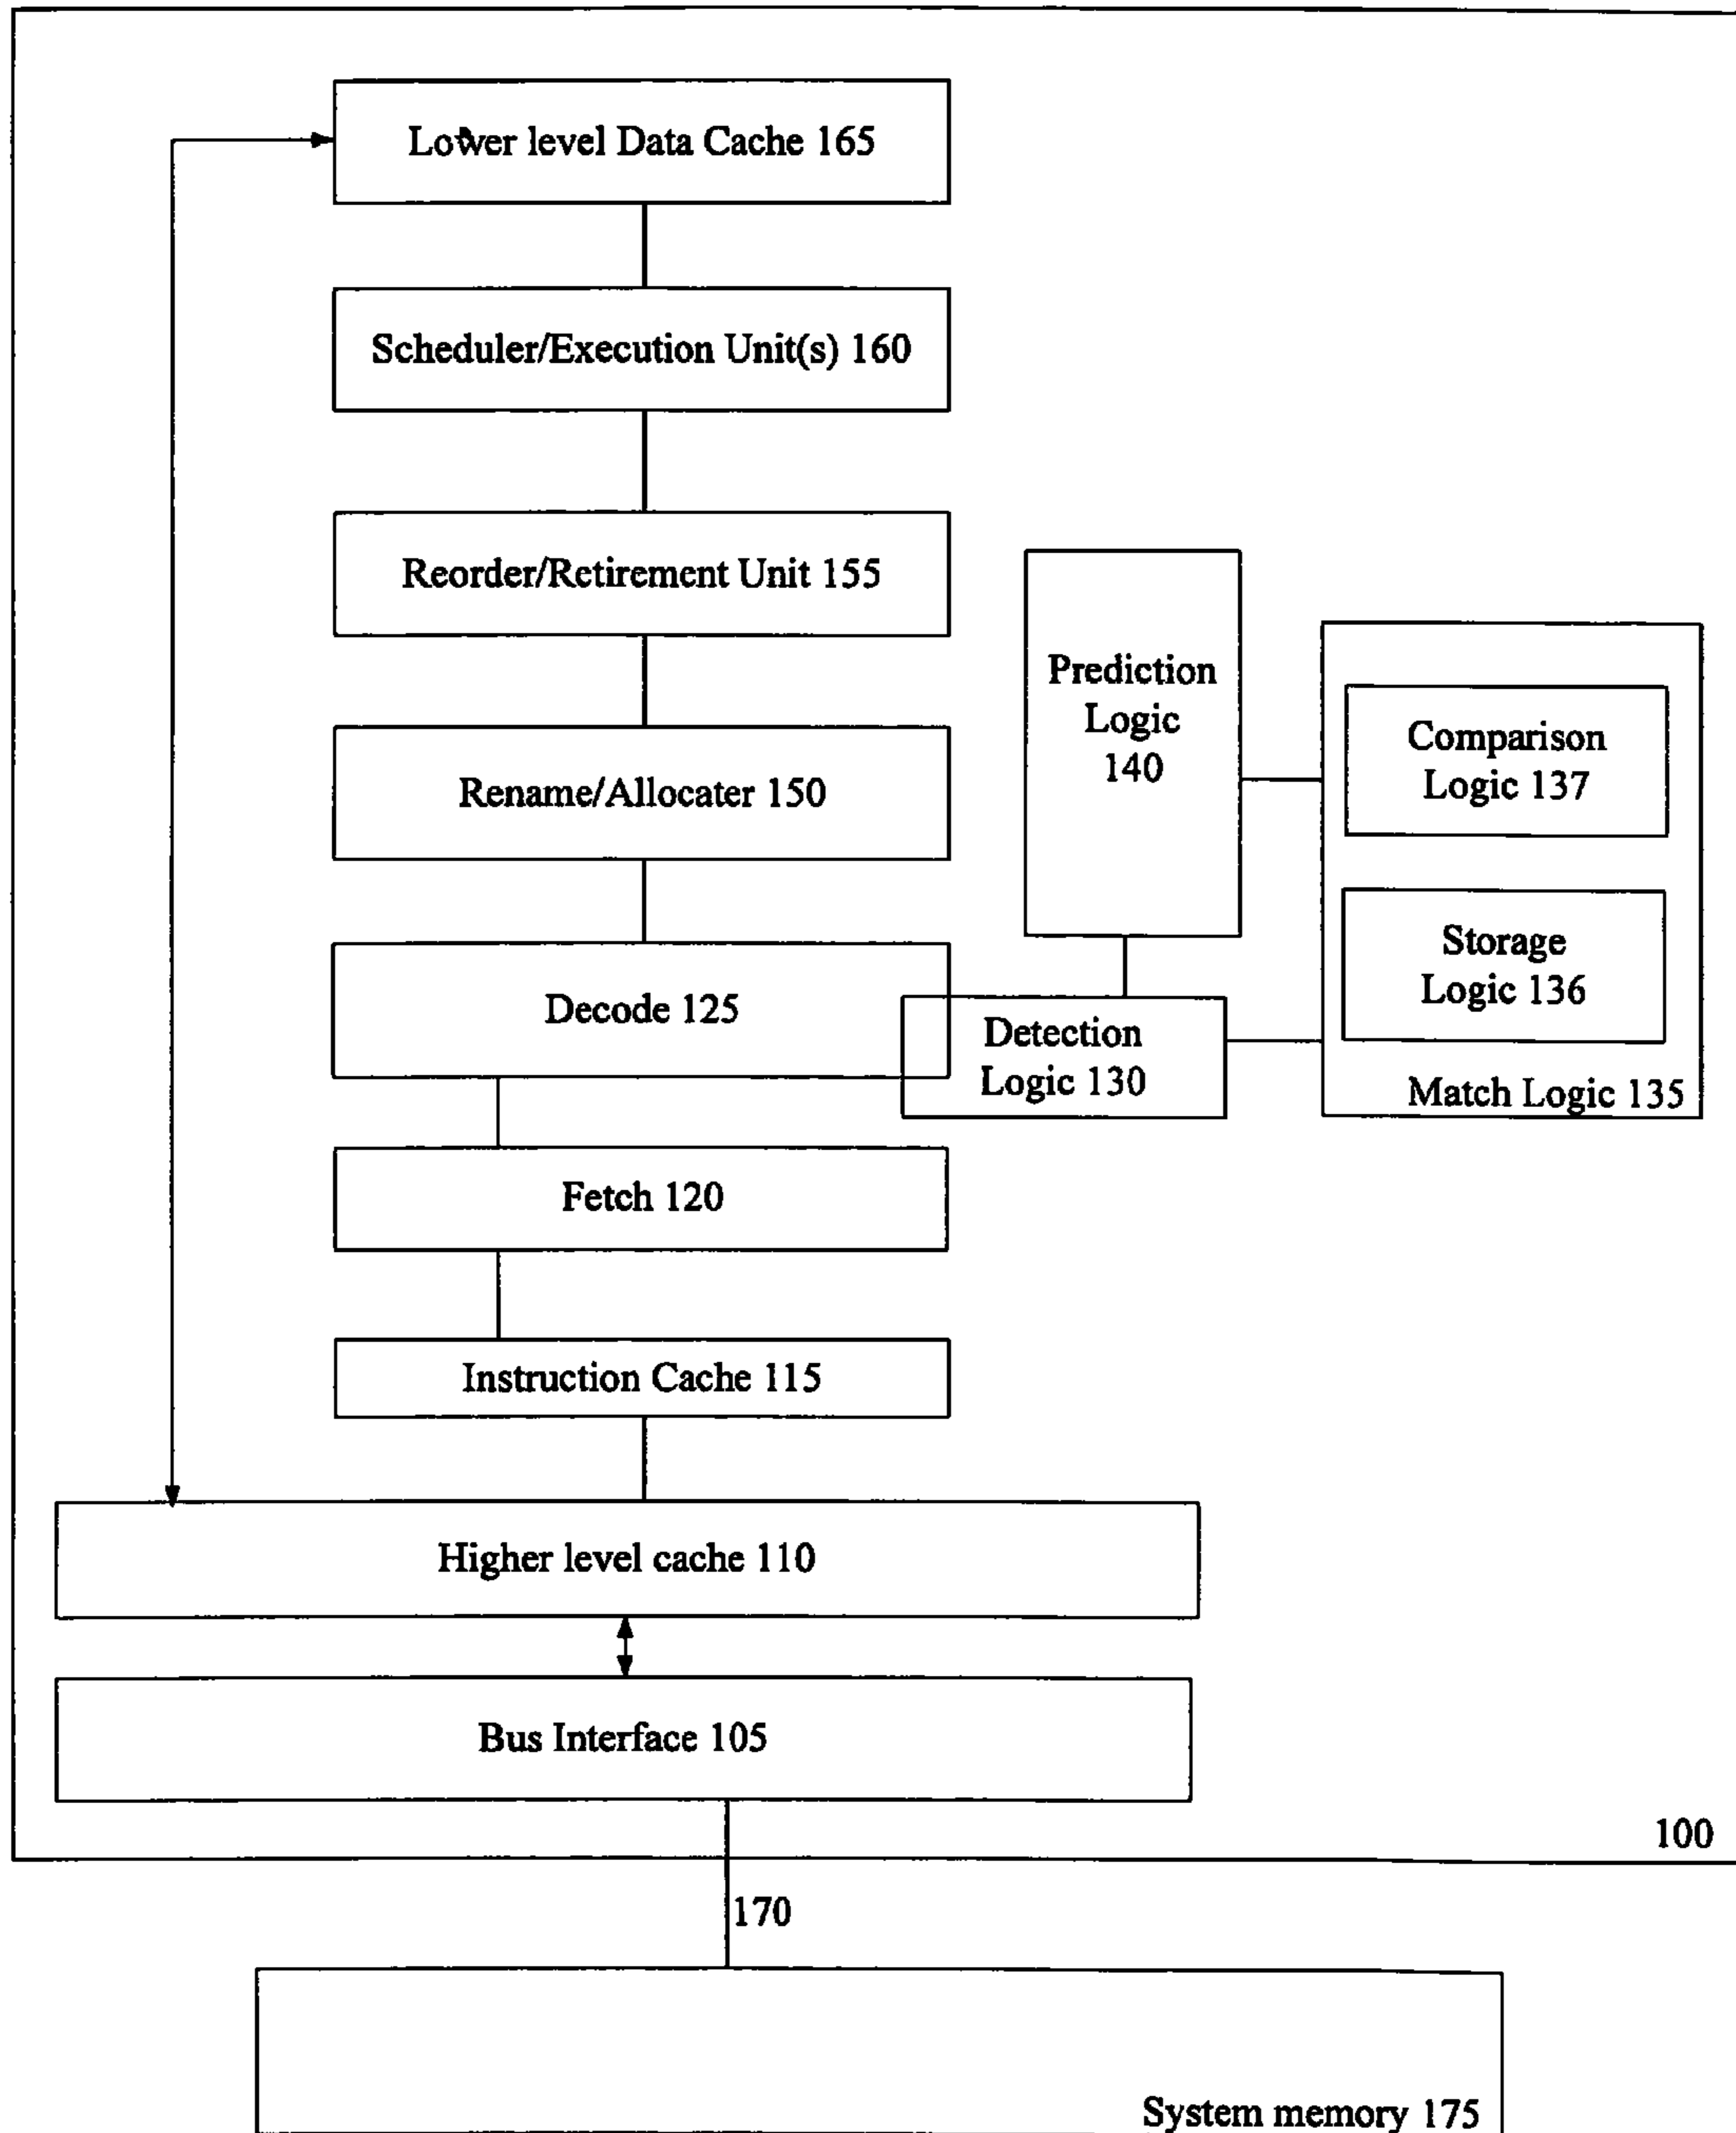 Lower level Data Cache 165
Scheduler/Execution Unit(s) 160
Reorder/Retirement Unit 155
Prediction
Logic
140
Comparison
Logic 137
Rename/Allocater 150
Storage
Logic 136
Decode 125
Detection
Logic 130
Match Logic 135
Fetch 120
Instruction Cache 115
Higher level cache 110
Bus Interface 105
100
170
System memory 175